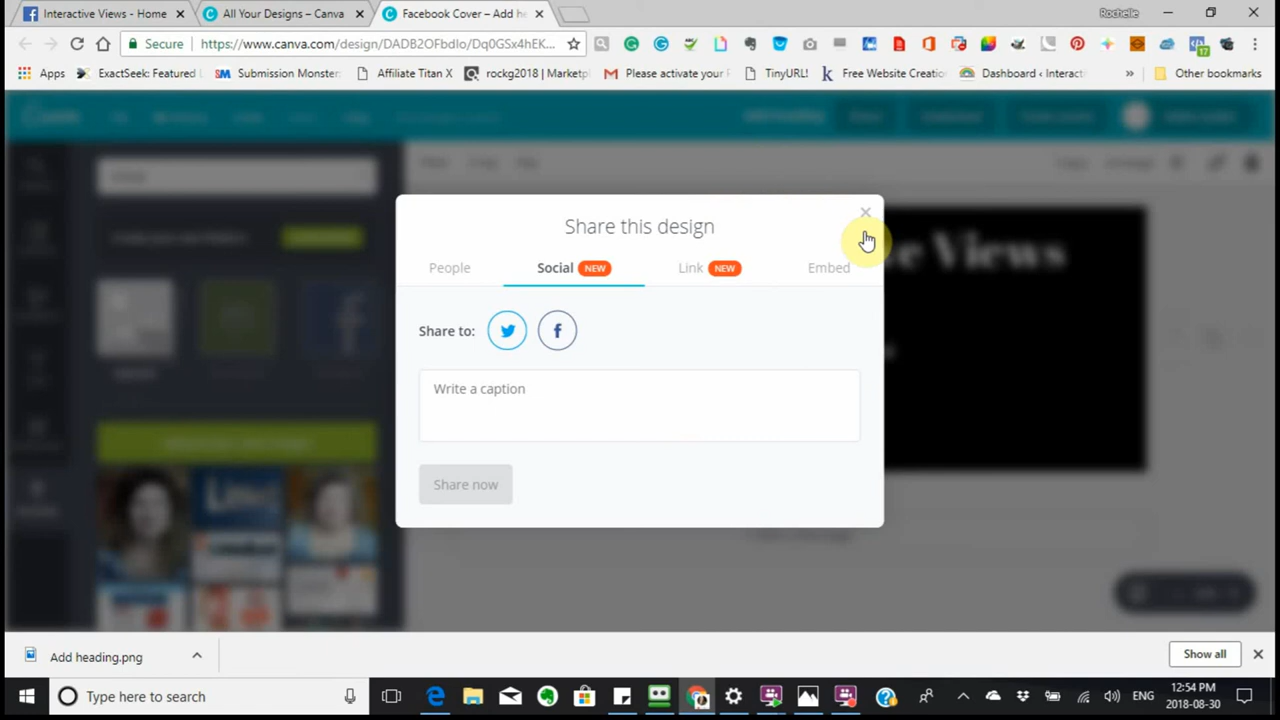 Interactive Views - Home
All Your Designs – Canva
Facebook Cover – Add he
Rochelle
Secure
https://www.canva.com/design/DADB2OFbdlo/Dq0GSx4hEK...
17
Apps
ExactSeek: Featured
Submission Monster
Affiliate Titan X
rockg2018 | Marketpl
Please activate your
TinyURL!
Free Website Creatio
Dashboard ‹ Interact
»
Other bookmarks
Share this design
People
Social NEW
Link NEW
Embed
Views
Share to:
Write a caption
Share now
Add heading.png
Show all
Type here to search
ENG
12:54 PM
2018-08-30